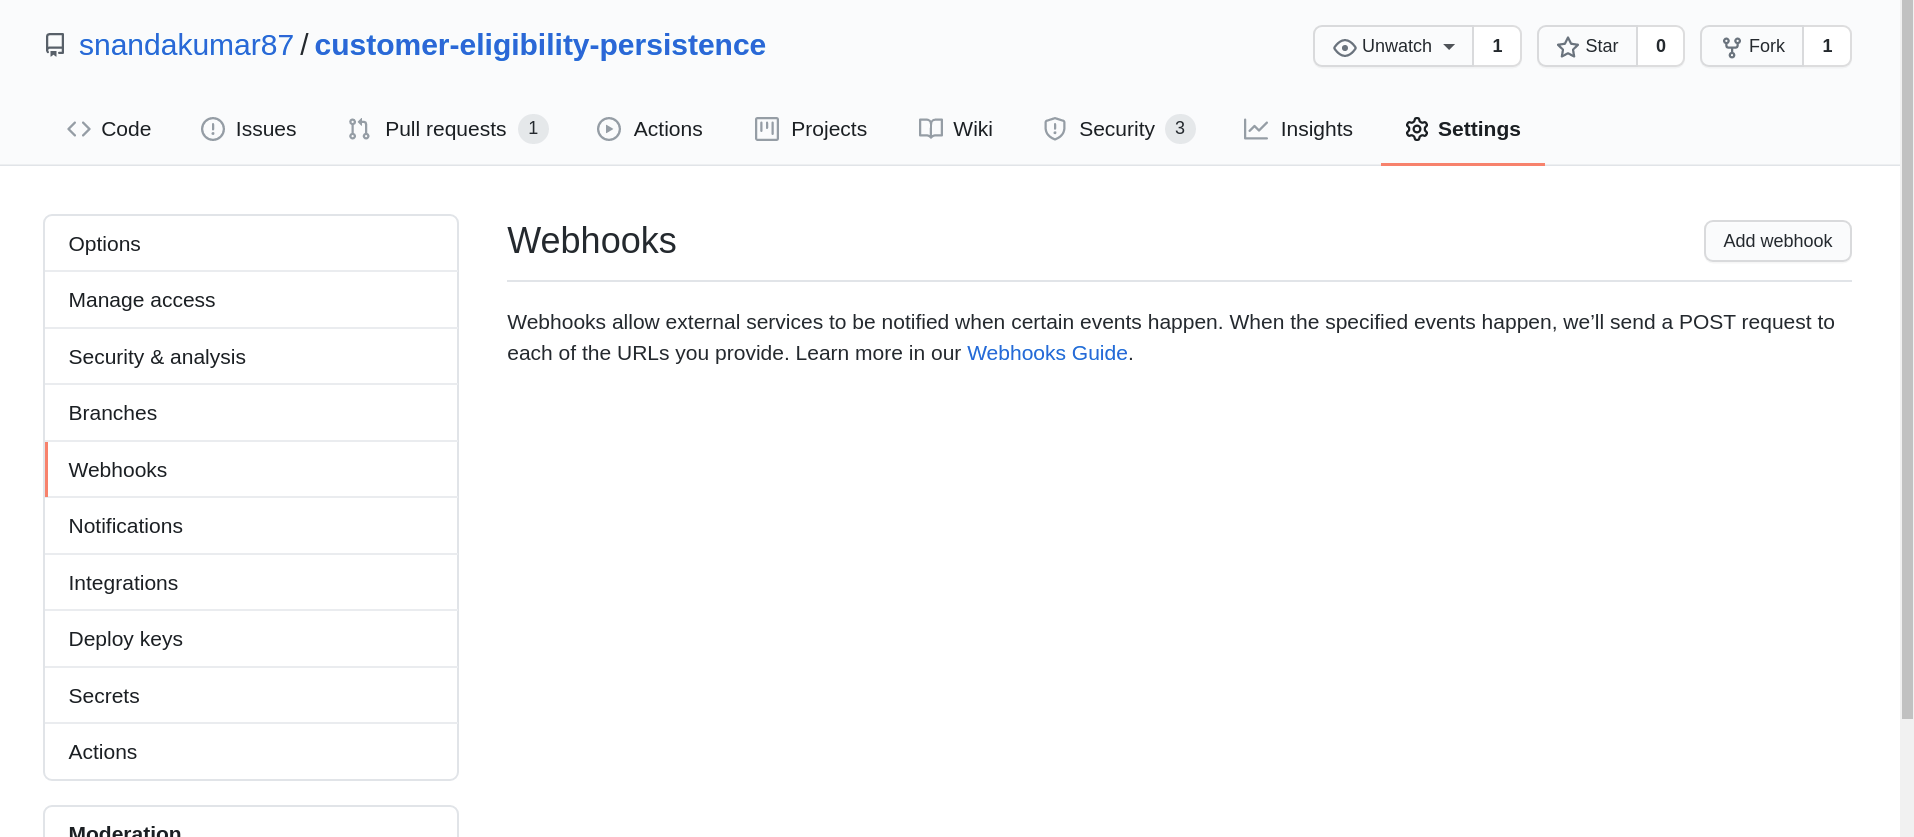 snandakumar87 / customer-eligibility-persistence
Unwatch 1 Star 0 Fork 1
Code Issues Pull requests 1 Actions Projects Wiki Security 3 Insights Settings
Options
Manage access
Security & analysis
Branches
Webhooks
Notifications
Integrations
Deploy keys
Secrets
Actions
Moderation
Webhooks Add webhook
Webhooks allow external services to be notified when certain events happen. When the specified events happen, we’ll send a POST request to
each of the URLs you provide. Learn more in our Webhooks Guide.